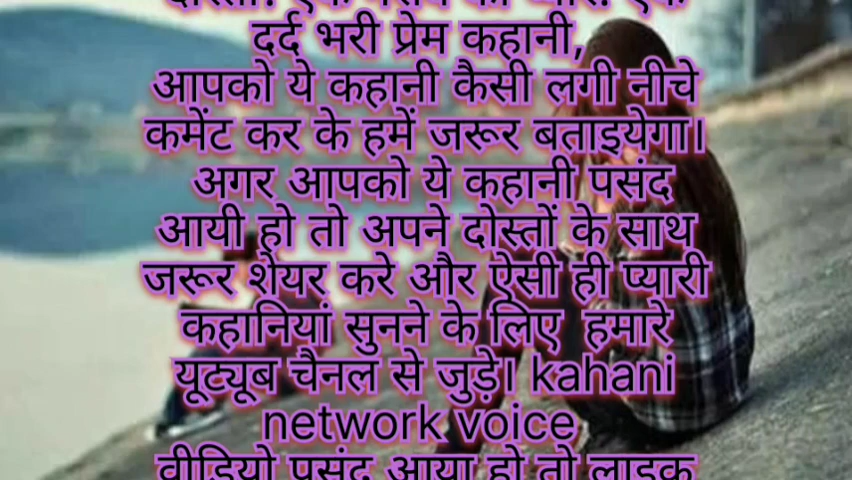 दर्द भरी प्रेम कहानी,
आपको ये कहानी कैसी लगी नीचे
कमेंट कर के हमें जरूर बताइयेगा।
अगर आपको ये कहानी पसंद
आयी हो तो अपने दोस्तों के साथ
जरूर शेयर करे और ऐसी ही प्यारी
कहानियां सुनने के लिए हमारे
यूट्यूब चैनल से जुड़े। kahani
network voice
वीडियो पसंद आया हो तो लाइक